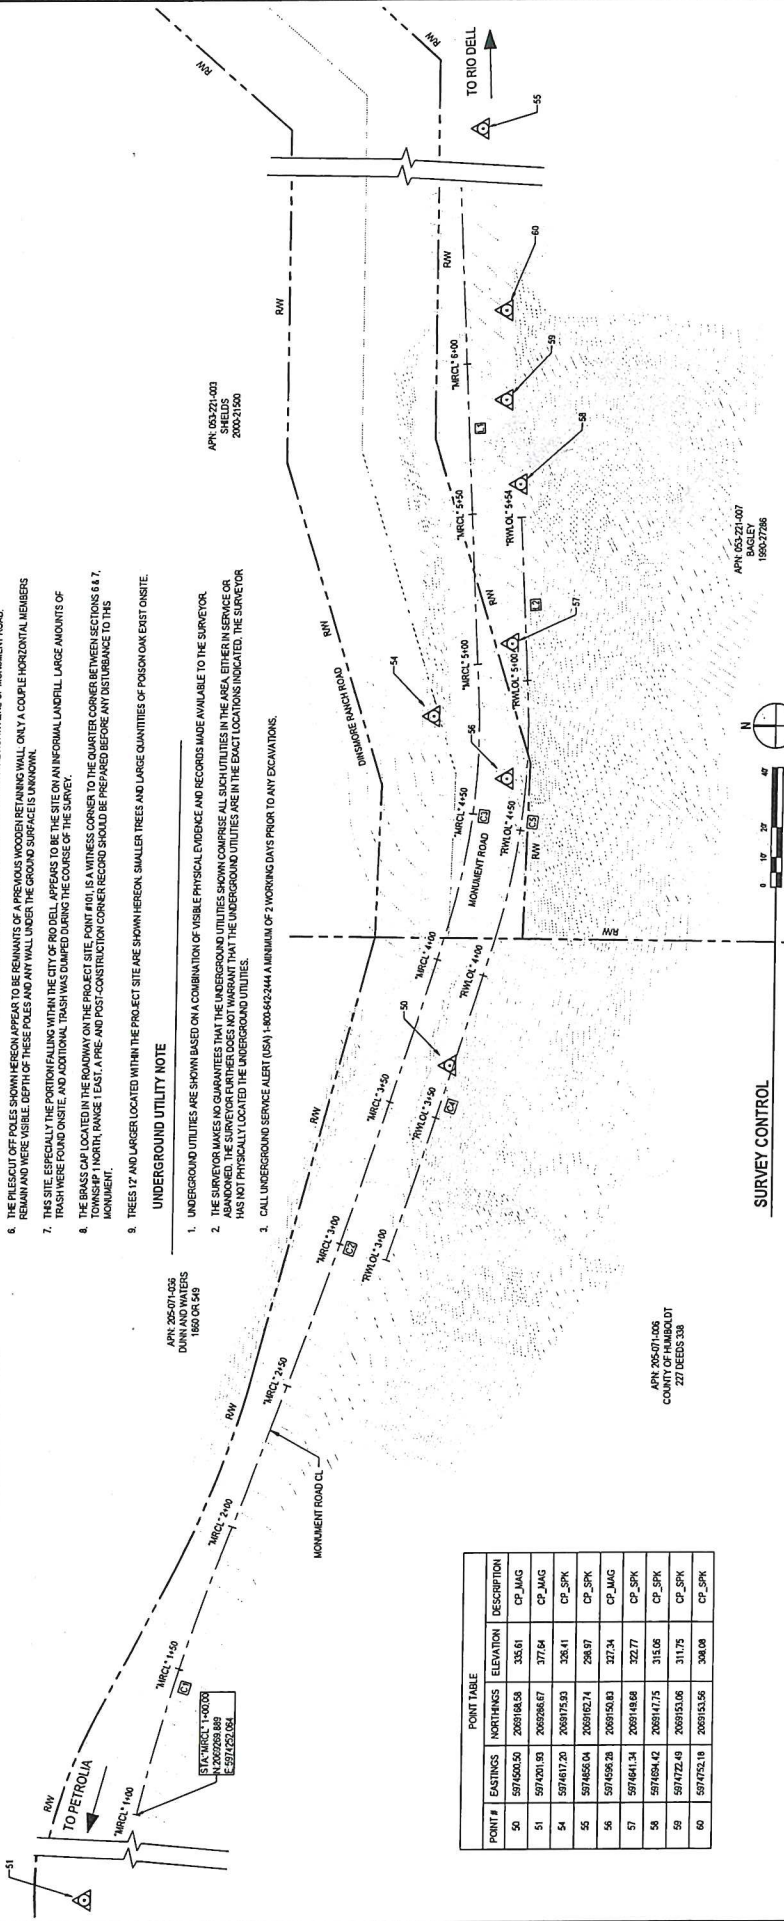 6. THE PILES/CUT OFF POLES SHOWN HEREON APPEAR TO BE REMNANTS OF A PREVIOUS WOODEN RETAINING WALL; ONLY A COUPLE HORIZONTAL MEMBERS
REMAIN AND WERE VISIBLE. DEPTH OF THESE POLES AND ANY WALL UNDER THE GROUND SURFACE IS UNKNOWN.
7. THIS SITE, ESPECIALLY THE PORTION FALLING WITHIN THE CITY OF RIO DELL, APPEARS TO BE THE SITE ON AN INFORMAL LANDFILL. LARGE AMOUNTS OF
TRASH WERE FOUND ONSITE, AND ADDITIONAL TRASH WAS DUMPED DURING THE COURSE OF THE SURVEY.
8. THE BRASS CAP LOCATED IN THE ROADWAY ON THE PROJECT SITE, POINT #101, IS A WITNESS CORNER TO THE QUARTER CORNER BETWEEN SECTIONS 6 & 7,
TOWNSHIP 1 NORTH, RANGE 1 EAST. A PRE- AND POST-CONSTRUCTION CORNER RECORD SHOULD BE PREPARED BEFORE ANY DISTURBANCE TO THIS
MONUMENT.
9. TREES 12" AND LARGER LOCATED WITHIN THE PROJECT SITE ARE SHOWN HEREON. SMALLER TREES AND LARGE QUANTITIES OF POISON OAK EXIST ONSITE.
UNDERGROUND UTILITY NOTE
1. UNDERGROUND UTILITIES ARE SHOWN BASED ON A COMBINATION OF VISIBLE PHYSICAL EVIDENCE AND RECORDS MADE AVAILABLE TO THE SURVEYOR.
2. THE SURVEYOR MAKES NO GUARANTEES THAT THE UNDERGROUND UTILITIES SHOWN COMPRISE ALL SUCH UTILITIES IN THE AREA, EITHER IN SERVICE OR
ABANDONED. THE SURVEYOR FURTHER DOES NOT WARRANT THAT THE UNDERGROUND UTILITIES ARE IN THE EXACT LOCATIONS INDICATED. THE SURVEYOR
HAS NOT PHYSICALLY LOCATED THE UNDERGROUND UTILITIES.
3. CALL UNDERGROUND SERVICE ALERT (USA) 1-800-642-2444 A MINIMUM OF 2 WORKING DAYS PRIOR TO ANY EXCAVATIONS.
APN: 205-071-036
DUNN AND WATERS
1860 OR 549
APN: 053-221-003
SHIELDS
2000-21500
51
R/W
TO PETROLIA
"MRCL" 1+00
STA:"MRCL" 1+00.00
N:2069269.889
E:5974252.064
"MRCL" 1+50
C1
"MRCL" 2+00
R/W
"MRCL" 2+50
MONUMENT ROAD CL
"MRCL" 3+00
C2
R/W
"MRCL" 3+50
"MRCL" 4+00
"RWLOL" 3+00
"RWLOL" 3+50
C4
50
"RWLOL" 4+00
R/W
MONUMENT ROAD
"MRCL" 4+50
C3
"RWLOL" 4+50
C5
R/W
56
54
DINSMORE RANCH ROAD
R/W
"MRCL" 5+00
"RWLOL" 5+00
L2
57
R/W
"MRCL" 5+50
"RWLOL" 5+54
58
L1
"MRCL" 6+00
59
60
R/W
R/W
R/W
R/W
TO RIO DELL
55
APN: 053-221-007
BAGLEY
1990-27286
APN: 205-071-006
COUNTY OF HUMBOLDT
227 DEEDS 338
N
0 10' 20' 40'
SURVEY CONTROL
POINT TABLE
POINT # EASTINGS NORTHINGS ELEVATION DESCRIPTION
50 5974500.50 2069168.58 335.61 CP_MAG
51 5974201.93 2069286.67 377.64 CP_MAG
54 5974617.20 2069175.93 326.41 CP_SPK
55 5974856.04 2069162.74 298.97 CP_SPK
56 5974596.28 2069150.83 327.34 CP_MAG
57 5974641.34 2069149.68 322.77 CP_SPK
58 5974694.42 2069147.75 315.06 CP_SPK
59 5974722.49 2069153.06 311.75 CP_SPK
60 5974752.18 2069153.56 308.08 CP_SPK